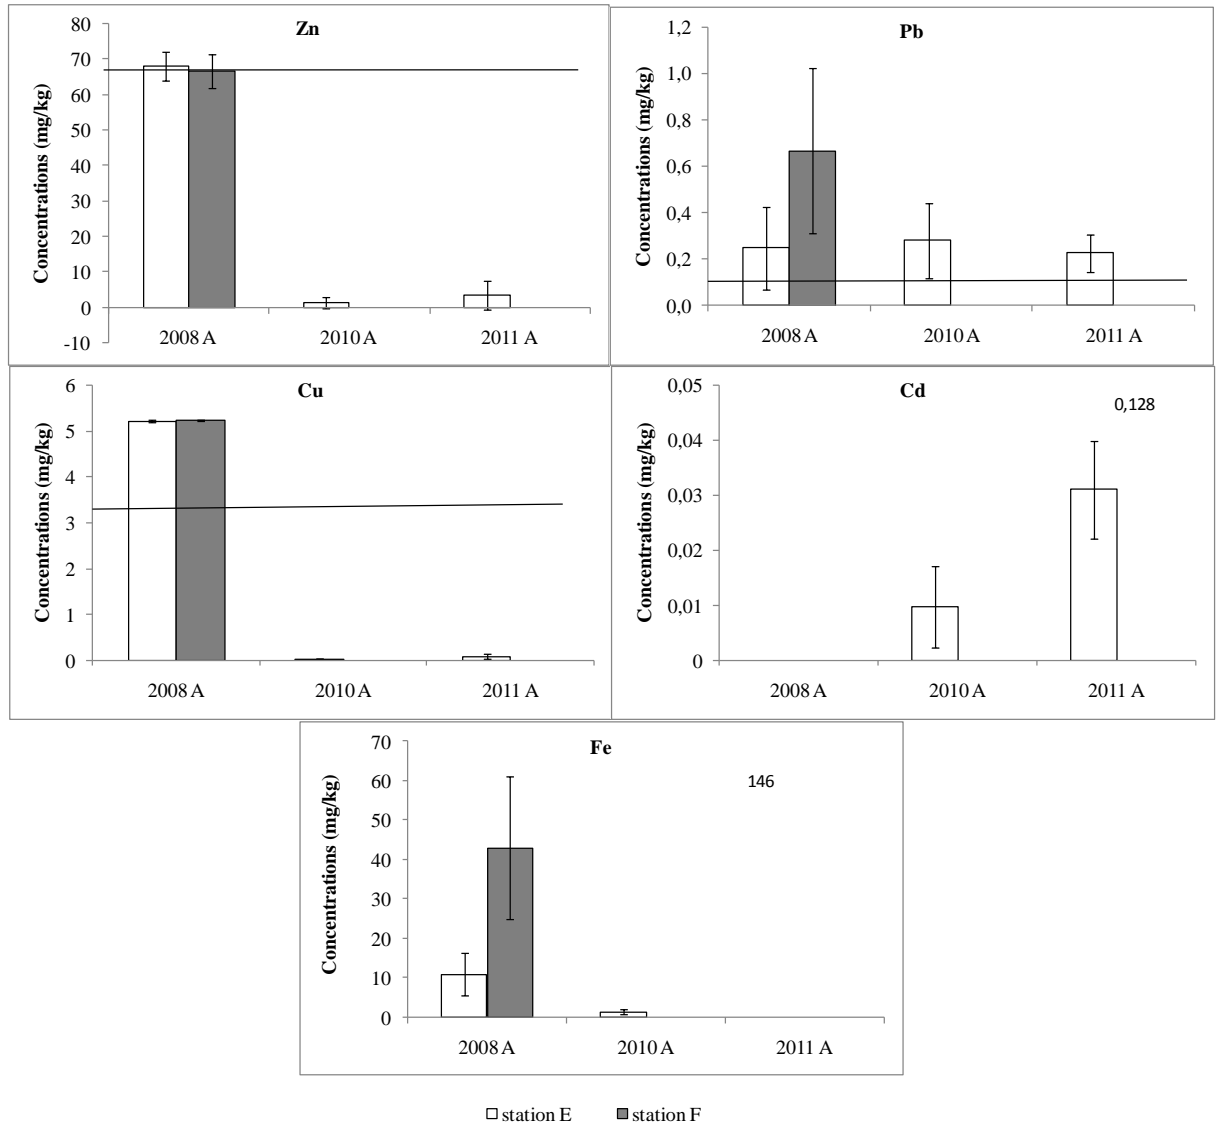 Zn
Concentrations (mg/kg)
80
70
60
50
40
30
20
10
0
-10
2008 A 2010 A 2011 A
Pb
Concentrations (mg/kg)
1,2
1,0
0,8
0,6
0,4
0,2
0,0
2008 A 2010 A 2011 A
Cu
Concentrations (mg/kg)
6
5
4
3
2
1
0
2008 A 2010 A 2011 A
Cd
0,128
Concentrations (mg/kg)
0,05
0,04
0,03
0,02
0,01
0,00
2008 A 2010 A 2011 A
Fe
146
Concentrations (mg/kg)
70
60
50
40
30
20
10
0
2008 A 2010 A 2011 A
station E station F